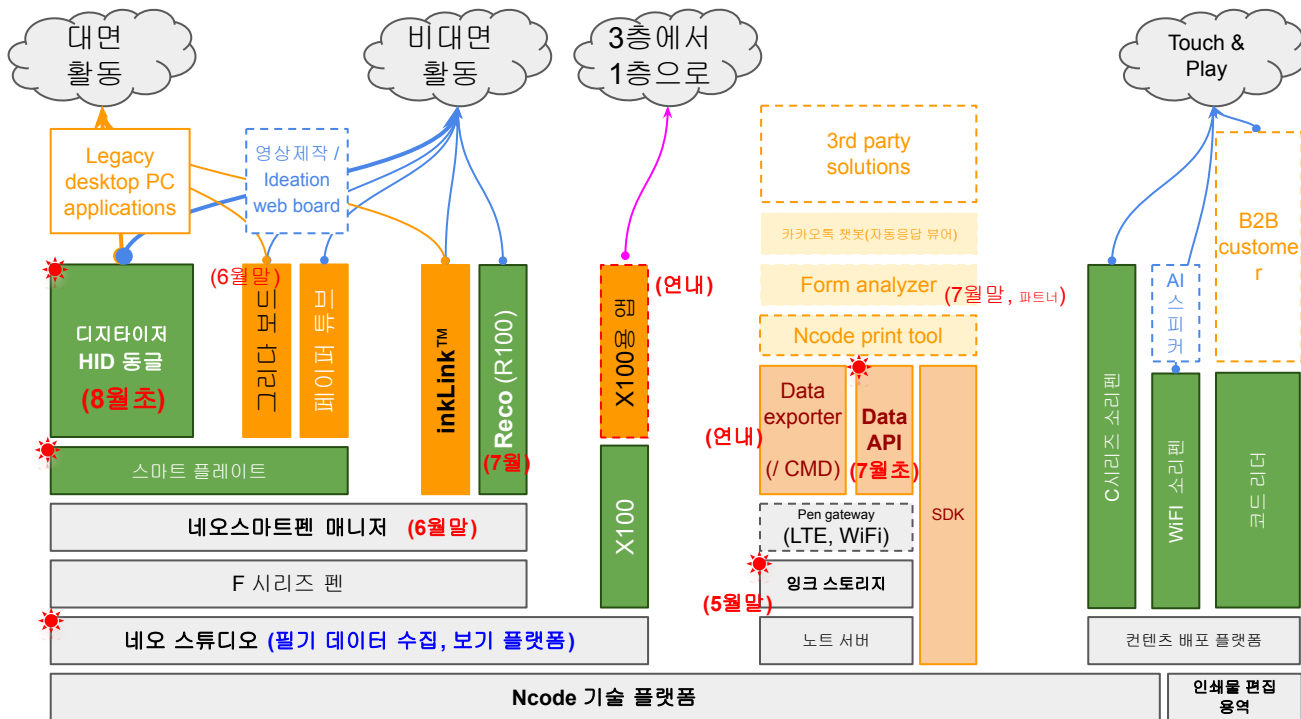 대면
활동
비대면
활동
3층에서
1층으로
Touch &
Play
Legacy
desktop PC
applications
영상제작 /
Ideation
web board
3rd party
solutions
카카오톡 챗봇(자동응답 뷰어)
Form analyzer
(7월말, 파트너)
Ncode print tool
B2B
custome
r
AI
스피커
디지타이저
HID 동글
(8월초)
(6월말)
그리다 보드
페이퍼 튜브
inkLink™
Reco (R100)
(7월)
X100용 앱
(연내)
Data
exporter
(/ CMD)
(연내)
Data
API
(7월초)
SDK
C시리즈 소리펜
WiFI 소리펜
코드 리더
스마트 플레이트
X100
네오스마트펜 매니저 (6월말)
Pen gateway
(LTE, WiFi)
F 시리즈 펜
잉크 스토리지
(5월말)
네오 스튜디오 (필기 데이터 수집, 보기 플랫폼)
노트 서버
컨텐츠 배포 플랫폼
Ncode 기술 플랫폼
인쇄물 편집
용역